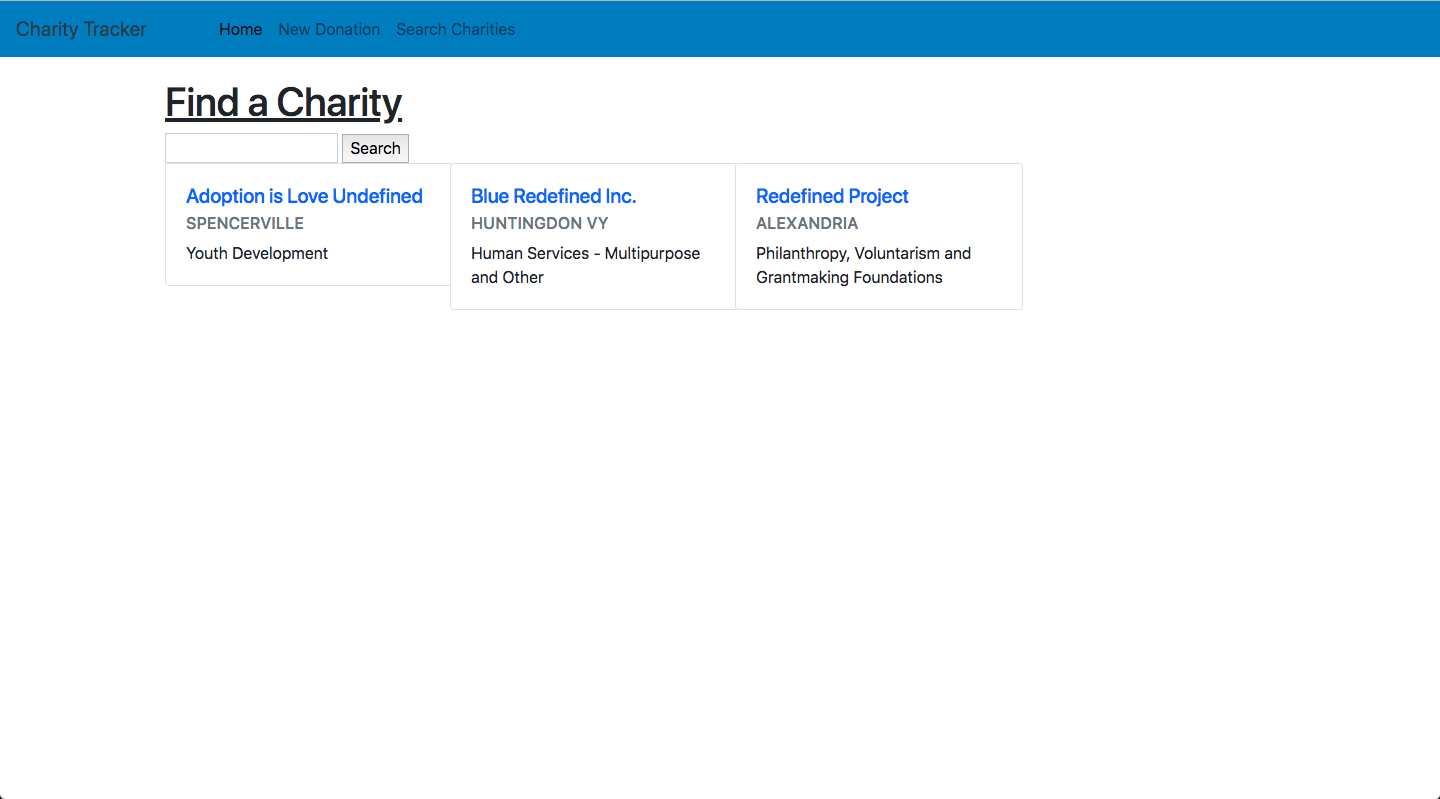 Charity Tracker
Home New Donation Search Charities
Find a Charity
Search
Adoption is Love Undefined
SPENCERVILLE
Youth Development
Blue Redefined Inc.
HUNTINGDON VY
Human Services - Multipurpose
and Other
Redefined Project
ALEXANDRIA
Philanthropy, Voluntarism and
Grantmaking Foundations